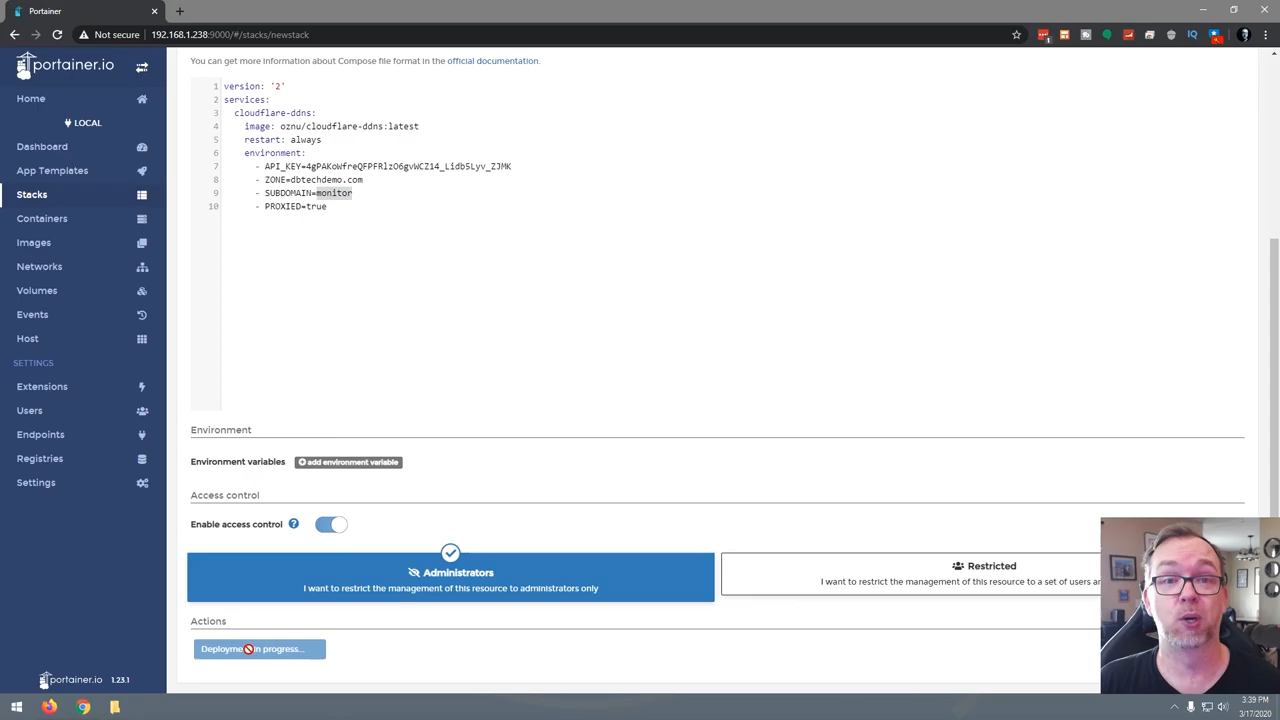 Portainer
Not secure
192.168.1.238:9000/#/stacks/newstack
portainer.io
Home
LOCAL
Dashboard
App Templates
Stacks
Containers
Images
Networks
Volumes
Events
Host
SETTINGS
Extensions
Users
Endpoints
Registries
Settings
portainer.io 1.23.1
You can get more information about Compose file format in the official documentation.
1 version: '2'
2 services:
3 cloudflare-ddns:
4 image: oznu/cloudflare-ddns:latest
5 restart: always
6 environment:
7 - API_KEY=4gPAKoWfreQFPFRlzO6gvWCZ14_Lidb5Lyv_ZJMK
8 - ZONE=dbtechdemo.com
9 - SUBDOMAIN=monitor
10 - PROXIED=true
Environment
Environment variables add environment variable
Access control
Enable access control
Administrators
I want to restrict the management of this resource to administrators only
Restricted
I want to restrict the management of this resource to a set of users an
Actions
Deployment in progress...
3:39 PM
3/17/2020